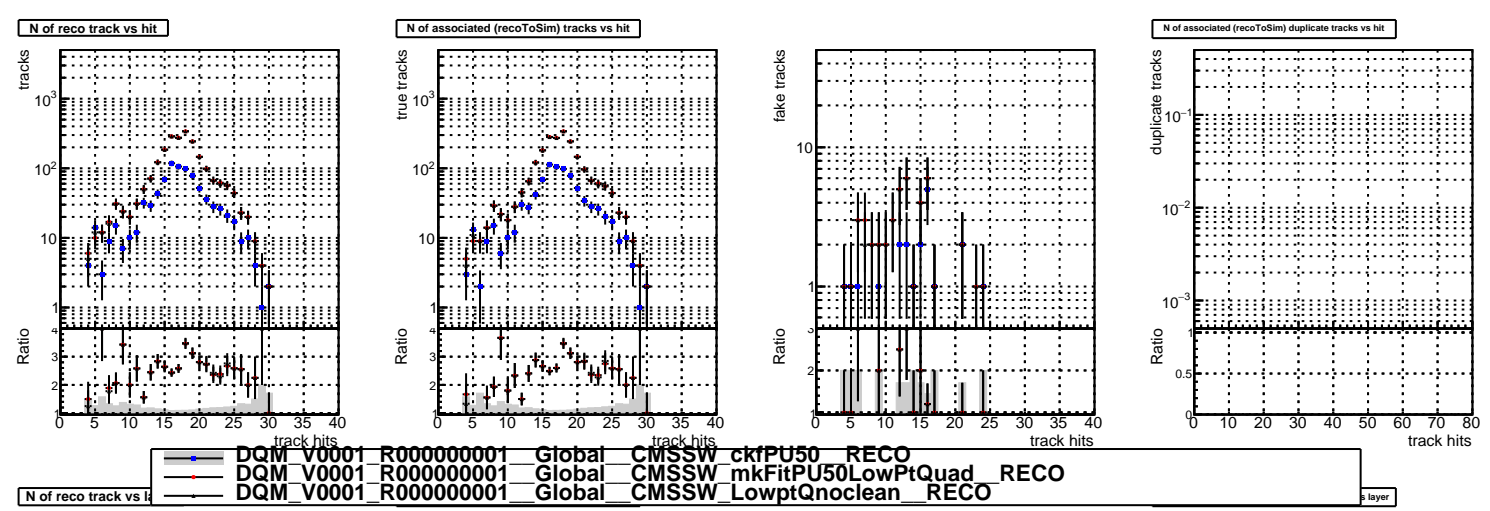 N of reco track vs hit
N of associated (recoToSim) tracks vs hit
N of associated (recoToSim) duplicate tracks vs hit
tracks
10³
10²
10
1
Ratio
4
3
2
1
0 5 10 15 20 25 30 35 40
track hits
true tracks
10³
10²
10
1
Ratio
4
3
2
1
0 5 10 15 20 25 30 35 40
track hits
fake tracks
10
1
Ratio
3
2
1
0 5 10 15 20 25 30 35 40
track hits
duplicate tracks
10⁻¹
10⁻²
10⁻³
Ratio
1
0.5
0
0 10 20 30 40 50 60 70 80
track hits
DQM_V0001_R000000001__Global__CMSSW_ckfPU50__RECO
DQM_V0001_R000000001__Global__CMSSW_mkFitPU50LowPtQuad__RECO
DQM_V0001_R000000001__Global__CMSSW_LowptQnoclean__RECO
N of reco track vs la
s layer